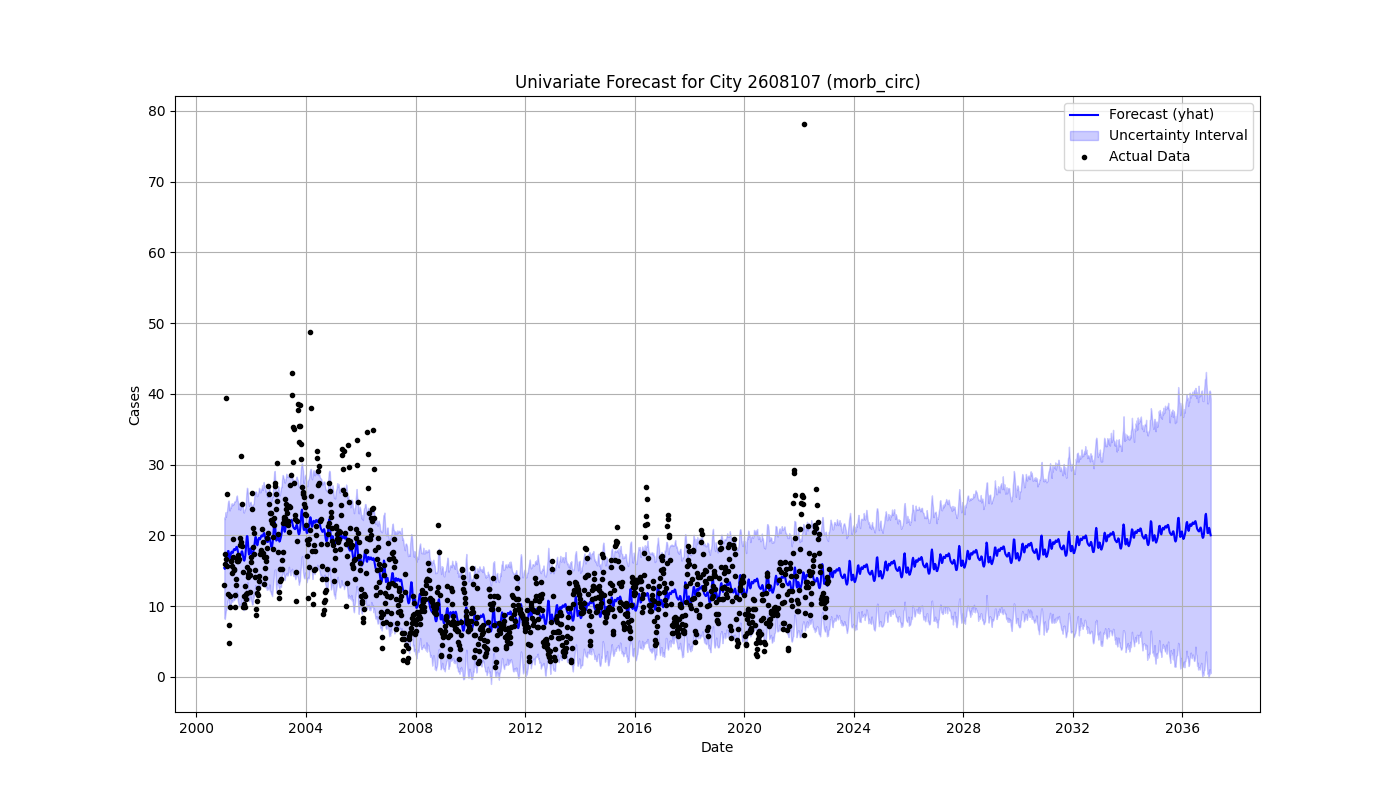 Univariate Forecast for City 2608107 (morb_circ)
Forecast (yhat)
Uncertainty Interval
Actual Data
80
70
60
50
40
30
20
10
0
Cases
2000 2004 2008 2012 2016 2020 2024 2028 2032 2036
Date